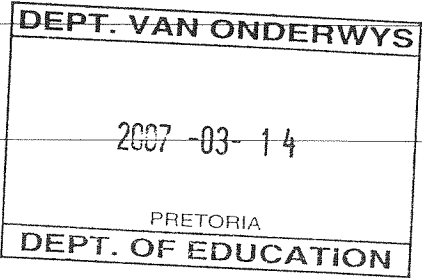 DEPT. VAN ONDERWYS
2007 -03- 14
PRETORIA
DEPT. OF EDUCATION